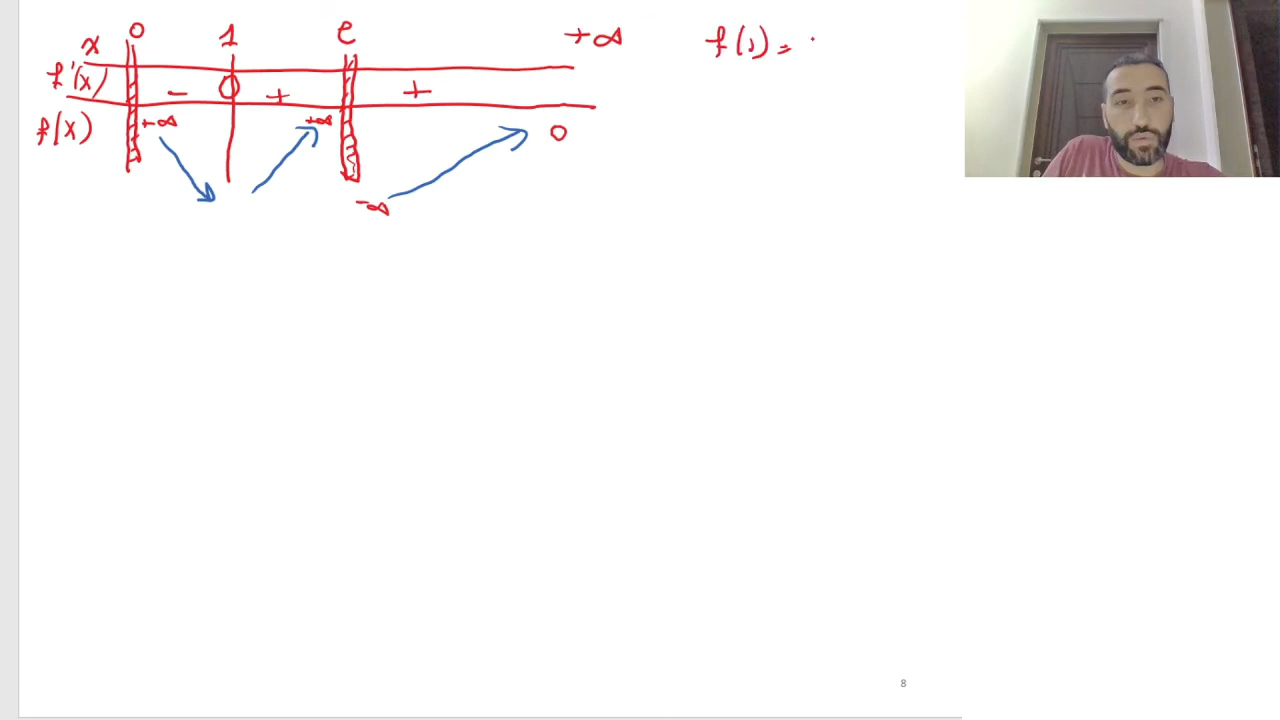 x 0 1 e +∞
f'(x) - 0 + +
f(x) +∞ +∞ -∞ 0
f(1) =
8